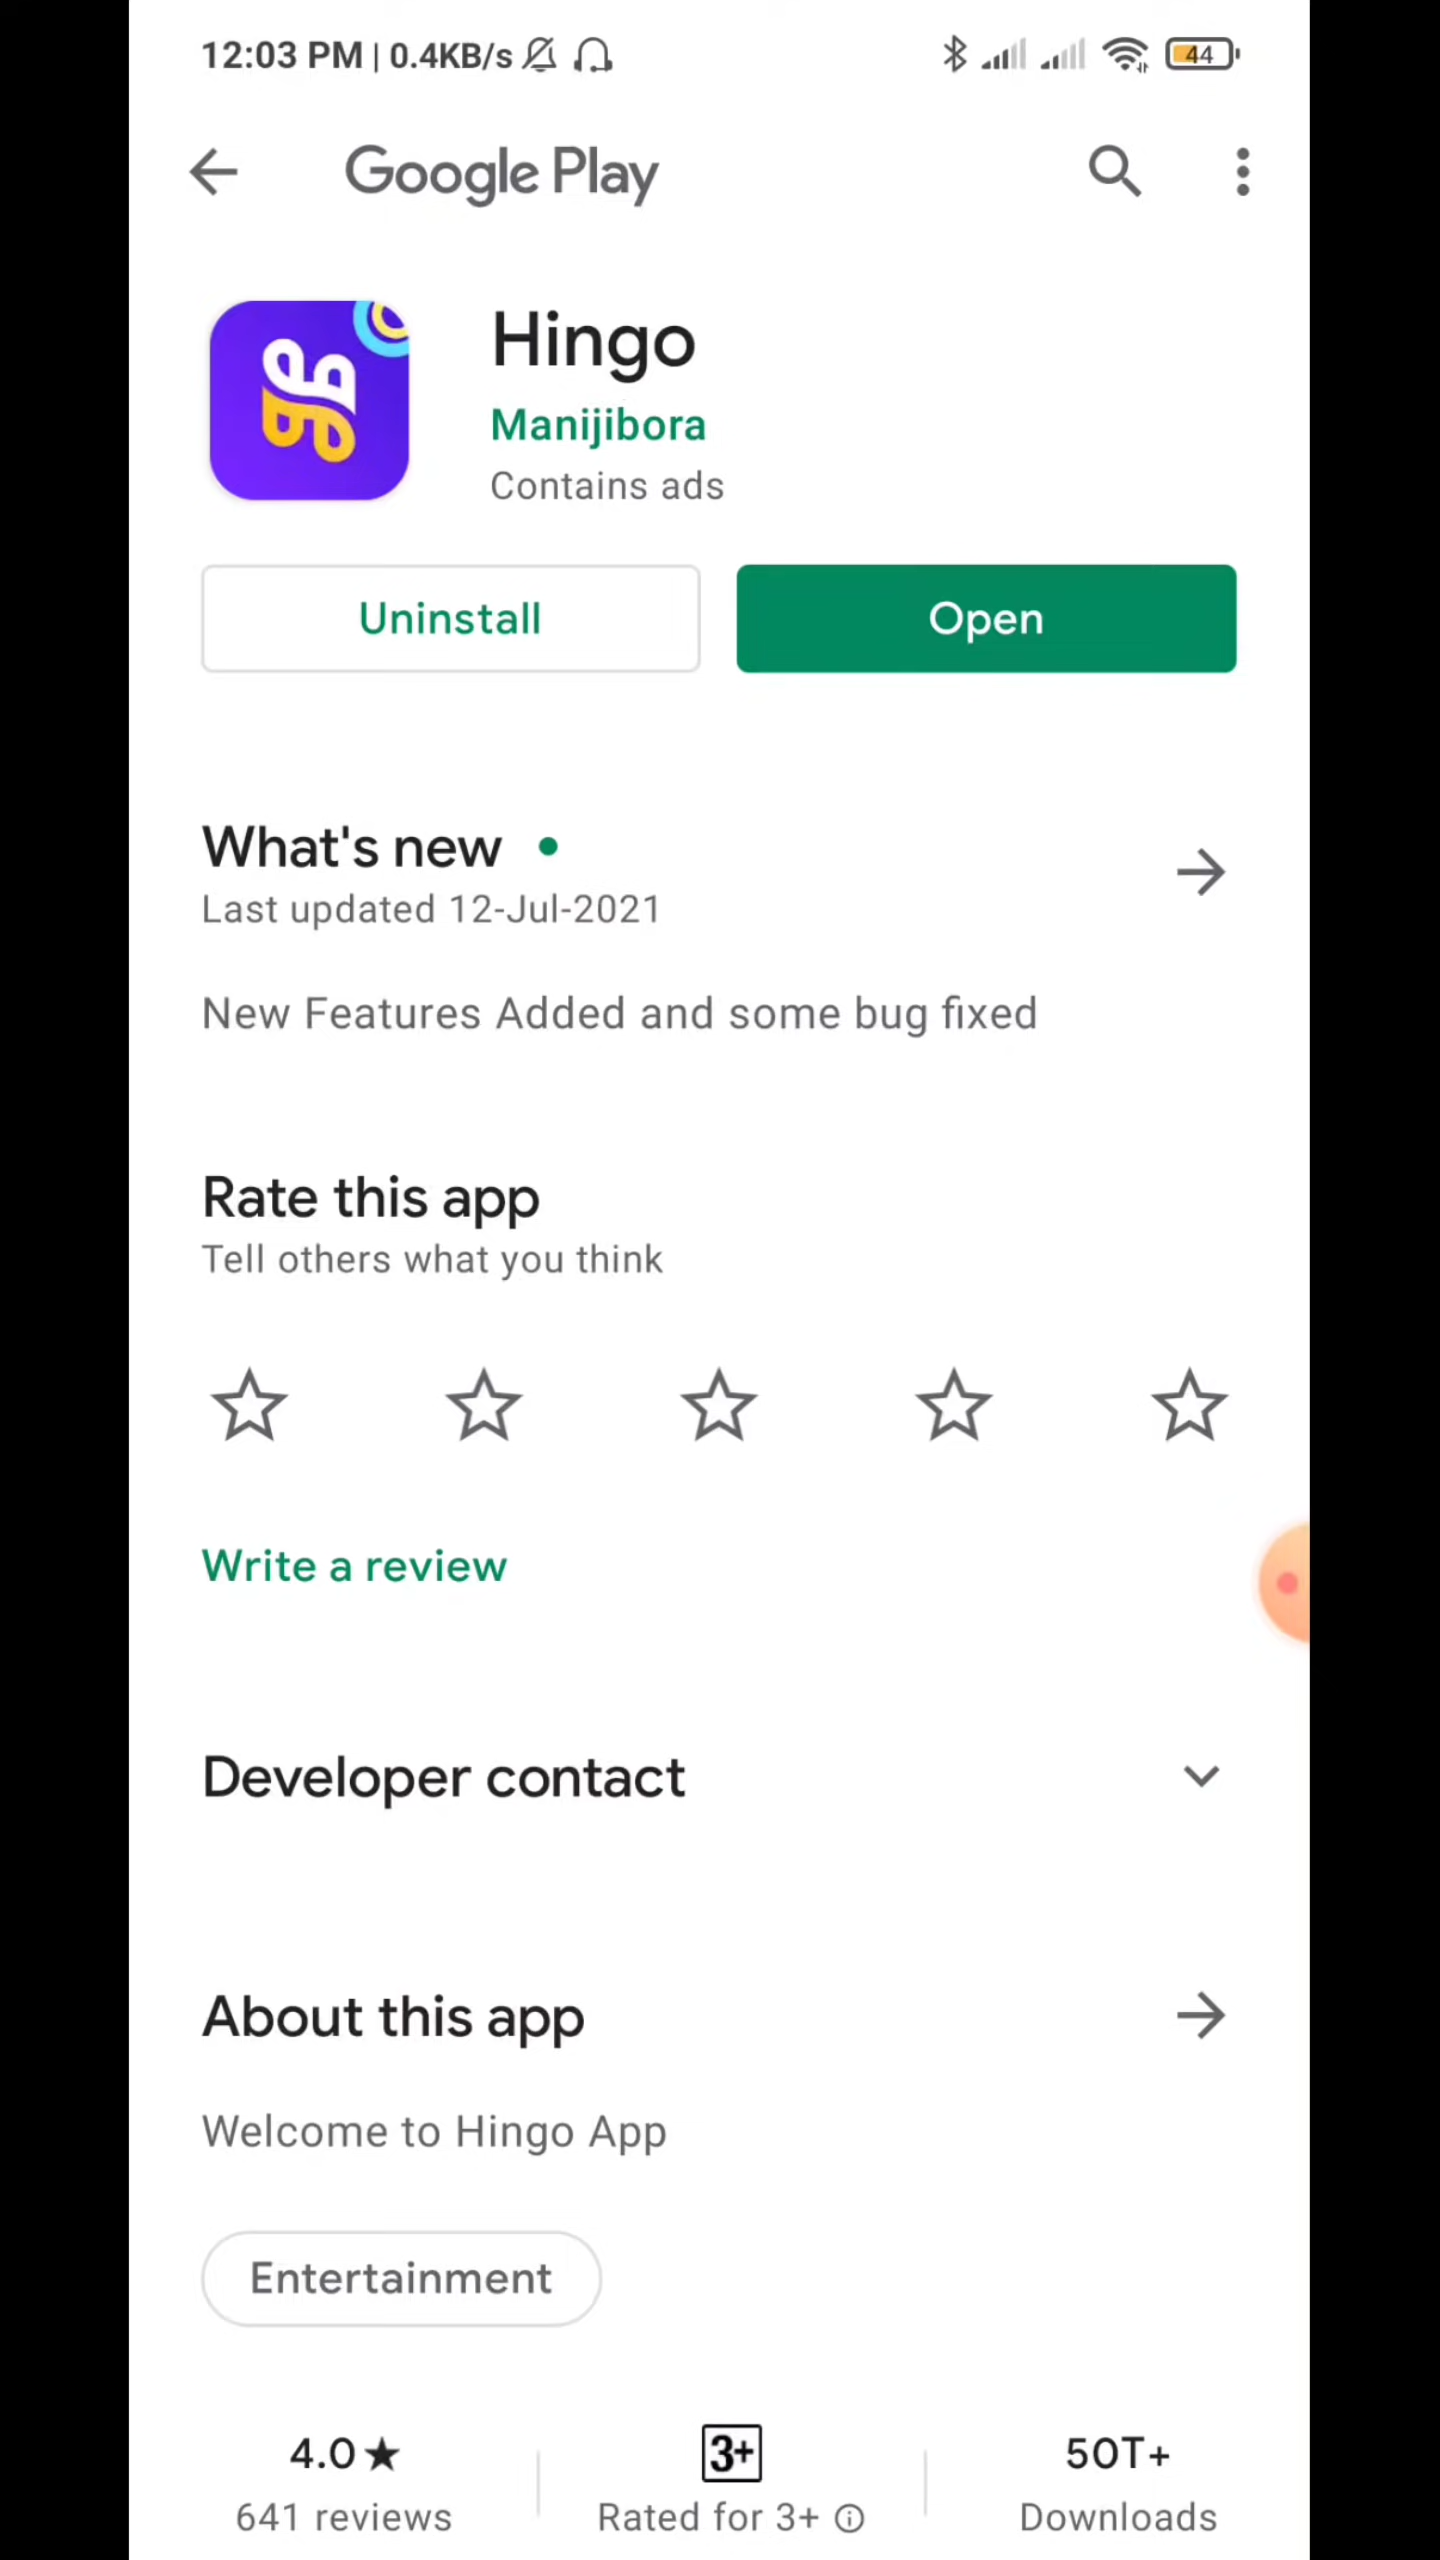 12:03 PM | 0.4KB/s
44
Google Play
Hingo
Manijibora
Contains ads
Uninstall
Open
What's new
Last updated 12-Jul-2021
New Features Added and some bug fixed
Rate this app
Tell others what you think
Write a review
Developer contact
About this app
Welcome to Hingo App
Entertainment
4.0★
3+
50T+
641 reviews
Rated for 3+
Downloads